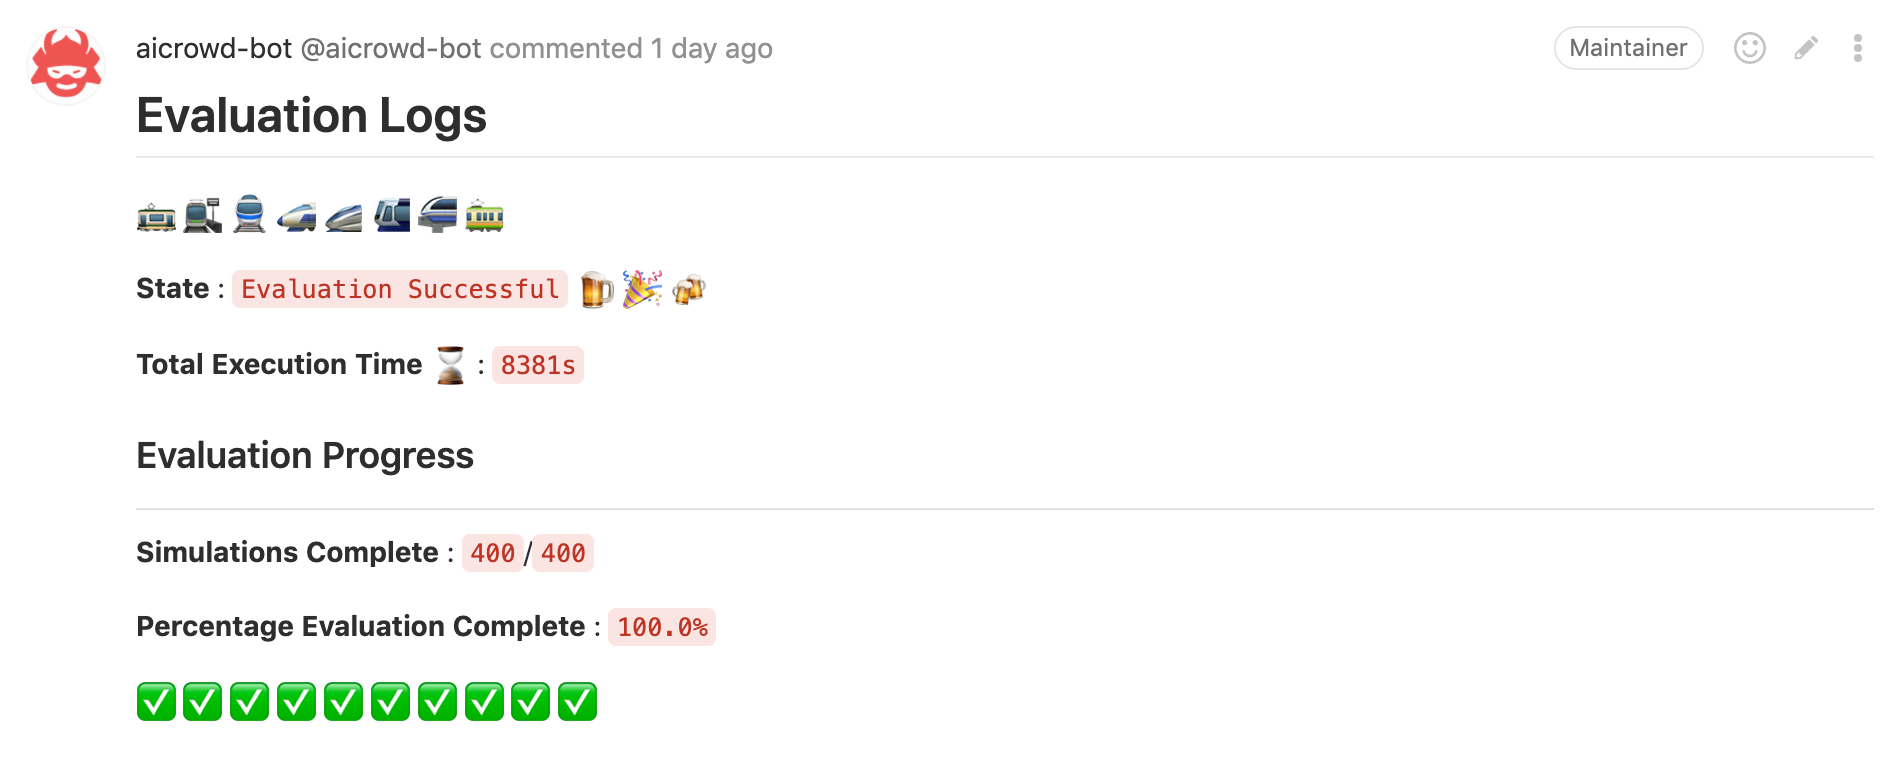 aicrowd-bot @aicrowd-bot commented 1 day ago Maintainer
Evaluation Logs
State : Evaluation Successful
Total Execution Time : 8381s
Evaluation Progress
Simulations Complete : 400/400
Percentage Evaluation Complete : 100.0%